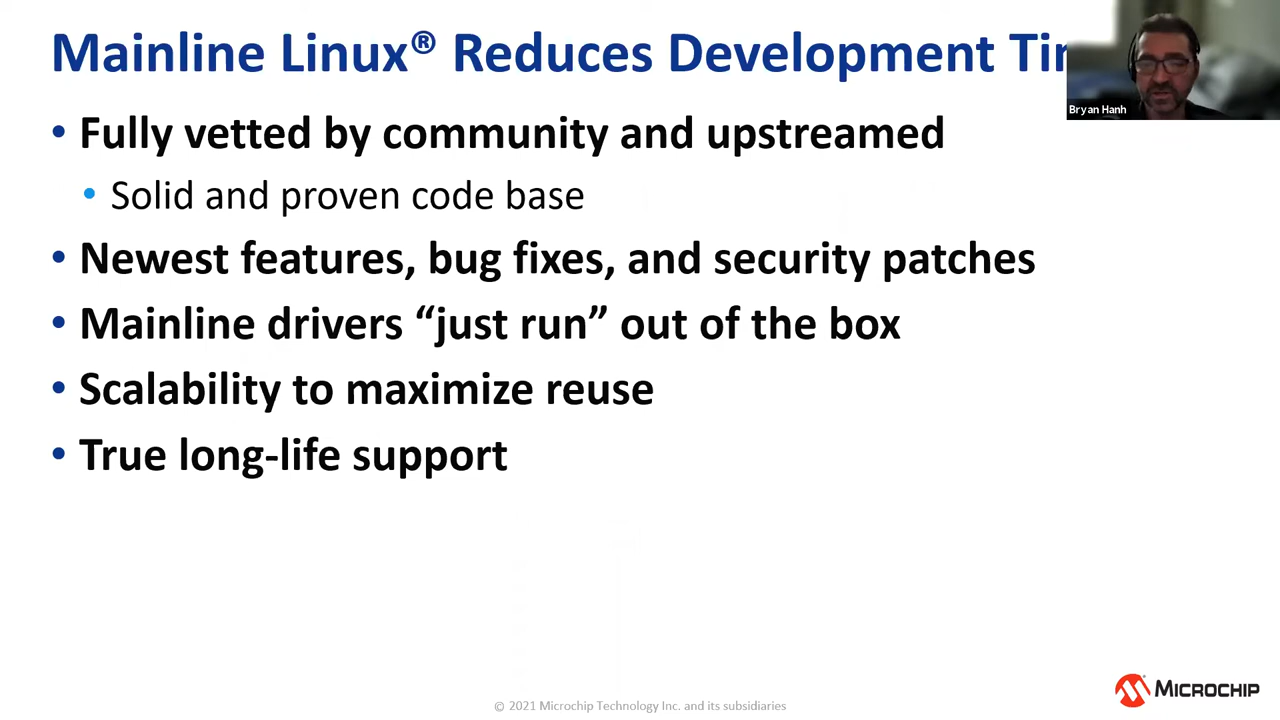 Mainline Linux® Reduces Development Tim
Bryan Hanh
• Fully vetted by community and upstreamed
• Solid and proven code base
• Newest features, bug fixes, and security patches
• Mainline drivers “just run” out of the box
• Scalability to maximize reuse
• True long-life support
© 2021 Microchip Technology Inc. and its subsidiaries
MICROCHIP